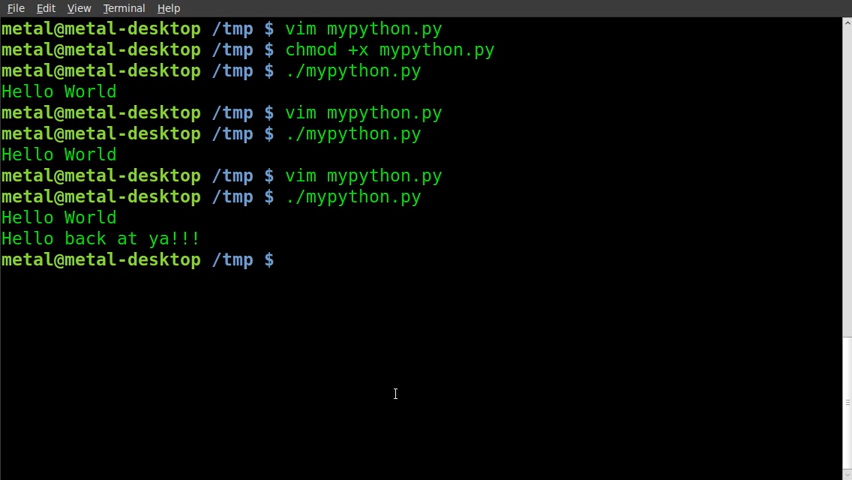 File Edit View Terminal Help
metal@metal-desktop /tmp $ vim mypython.py
metal@metal-desktop /tmp $ chmod +x mypython.py
metal@metal-desktop /tmp $ ./mypython.py
Hello World
metal@metal-desktop /tmp $ vim mypython.py
metal@metal-desktop /tmp $ ./mypython.py
Hello World
metal@metal-desktop /tmp $ vim mypython.py
metal@metal-desktop /tmp $ ./mypython.py
Hello World
Hello back at ya!!!
metal@metal-desktop /tmp $